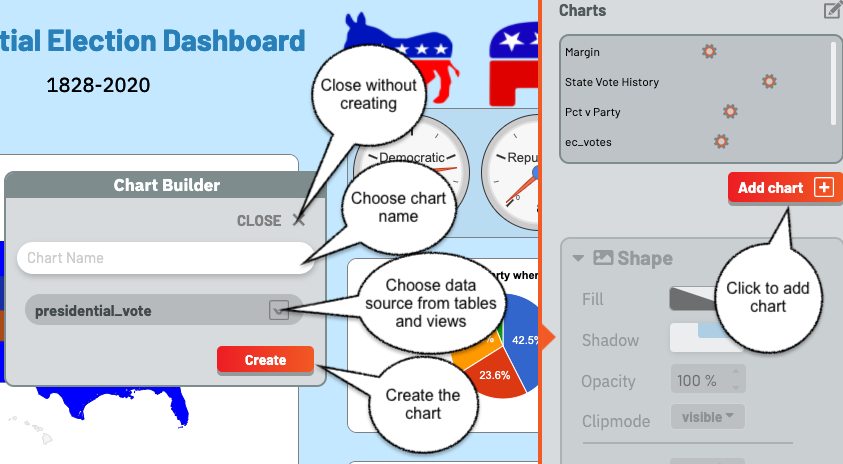 tial Election Dashboard
1828-2020
Close without
creating
Democratic
Repu
Chart Builder
CLOSE ×
Choose chart
name
Chart Name
Choose data
source from tables
and views
presidential_vote
Create
Create the
chart
rty wher
42.5%
%
23.6%
Charts
Margin
State Vote History
Pct v Party
ec_votes
Add chart +
Click to add
chart
Shape
Fill
Shadow
Opacity 100 %
Clipmode visible